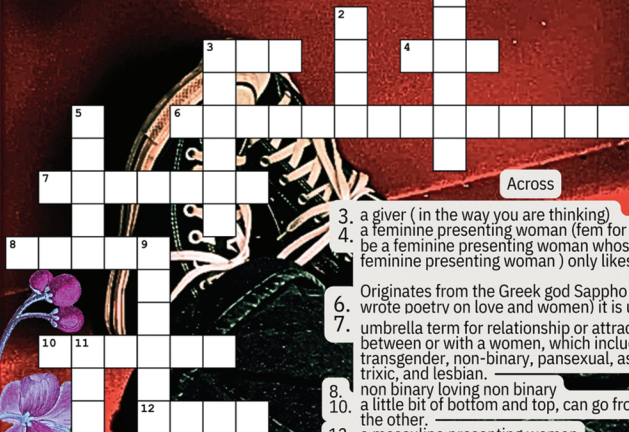 2
3
4
5
6
7
Across
3. a giver ( in the way you are thinking)
4. a feminine presenting woman (fem for
be a feminine presenting woman whos
feminine presenting woman ) only likes
8
9
Originates from the Greek god Sappho
6. wrote poetry on love and women) it is u
7. umbrella term for relationship or attrac
between or with a women, which inclu
transgender, non-binary, pansexual, as
trixic, and lesbian.
10 11
8. non binary loving non binary
10. a little bit of bottom and top, can go fro
the other.
12